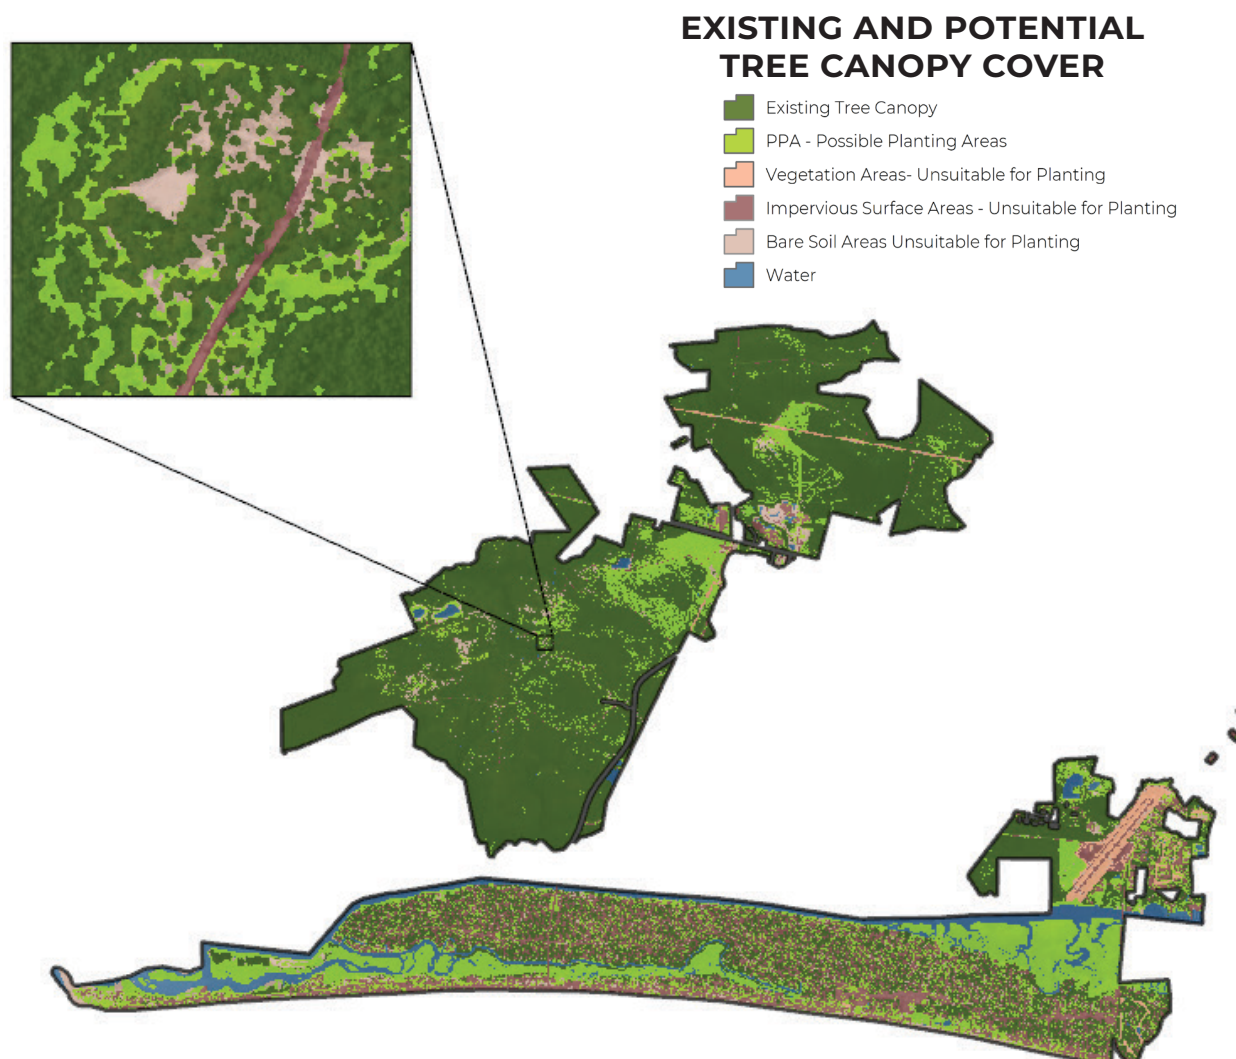 EXISTING AND POTENTIAL
TREE CANOPY COVER
Existing Tree Canopy
PPA - Possible Planting Areas
Vegetation Areas- Unsuitable for Planting
Impervious Surface Areas - Unsuitable for Planting
Bare Soil Areas Unsuitable for Planting
Water